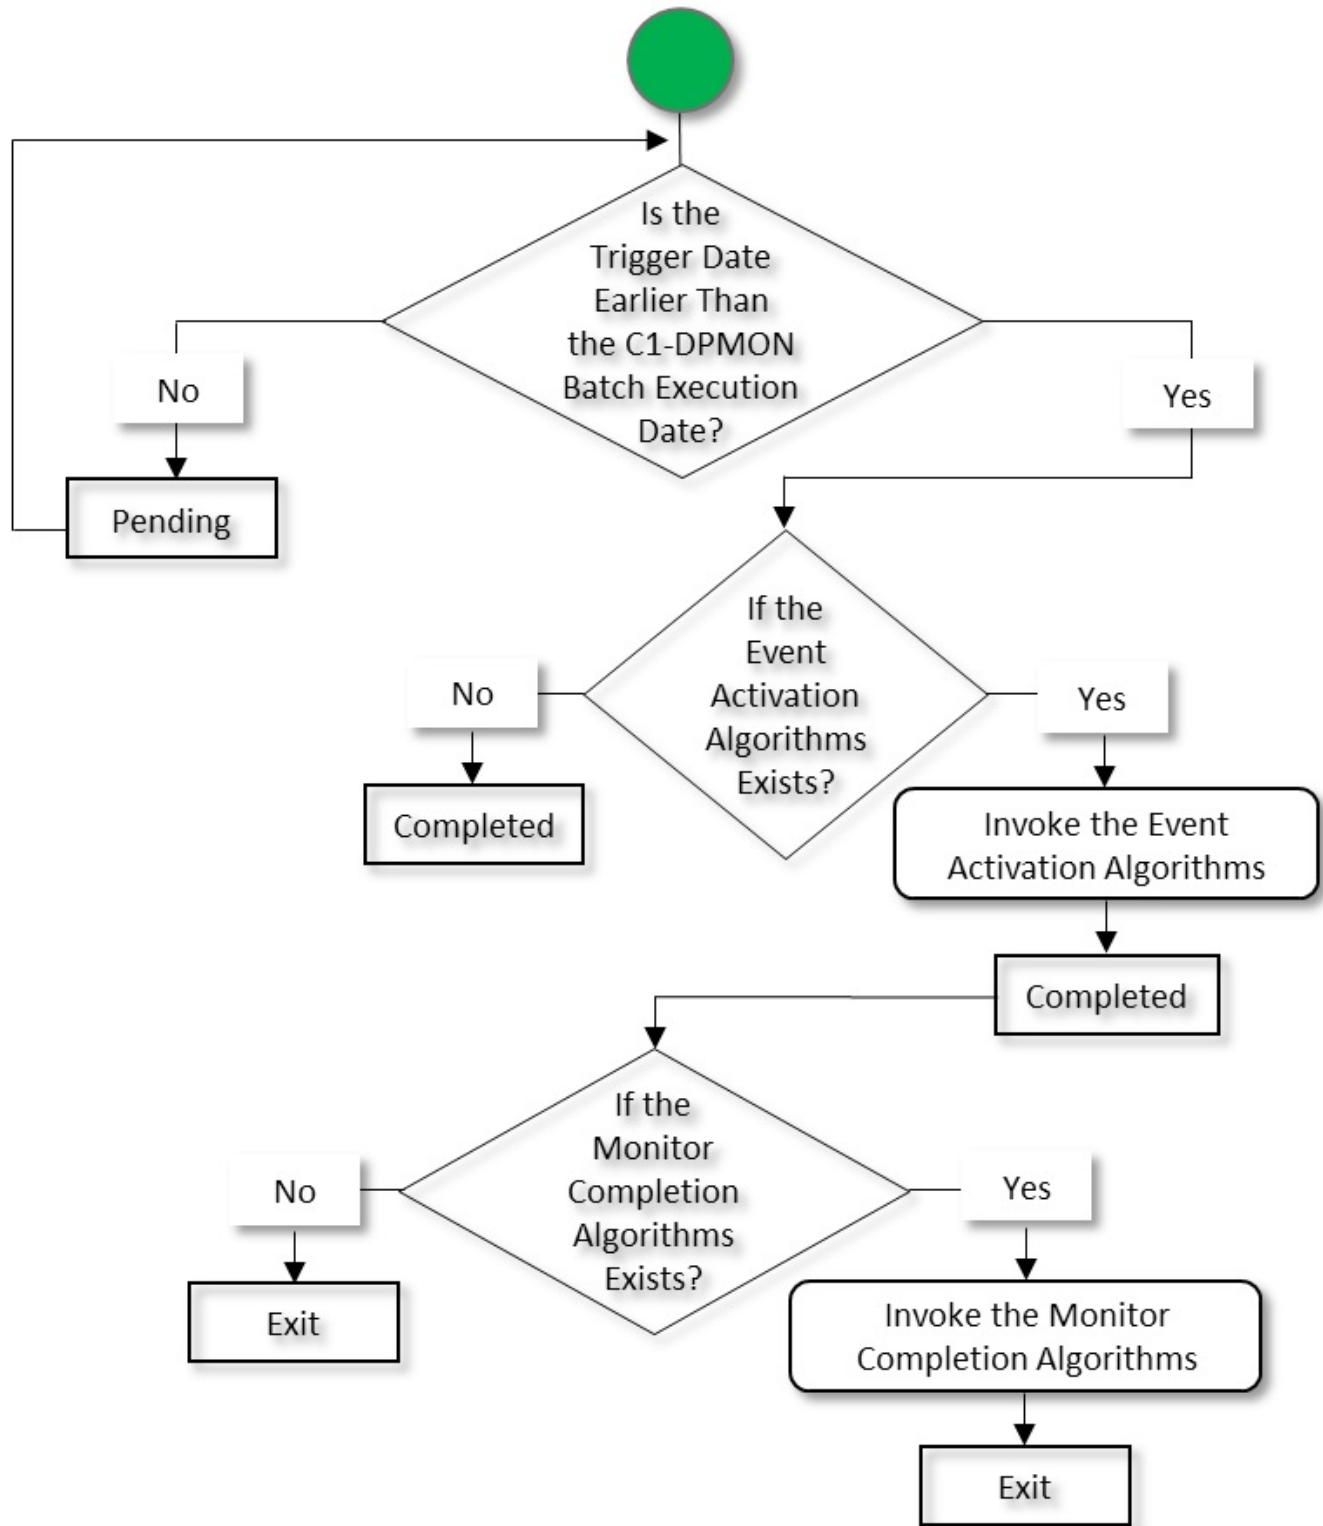 Is the
Trigger Date
Earlier Than
the C1-DPMON
Batch Execution
Date?
No
Yes
Pending
If the
Event
Activation
Algorithms
Exists?
No
Yes
Completed
Invoke the Event
Activation Algorithms
Completed
If the
Monitor
Completion
Algorithms
Exists?
No
Yes
Exit
Invoke the Monitor
Completion Algorithms
Exit